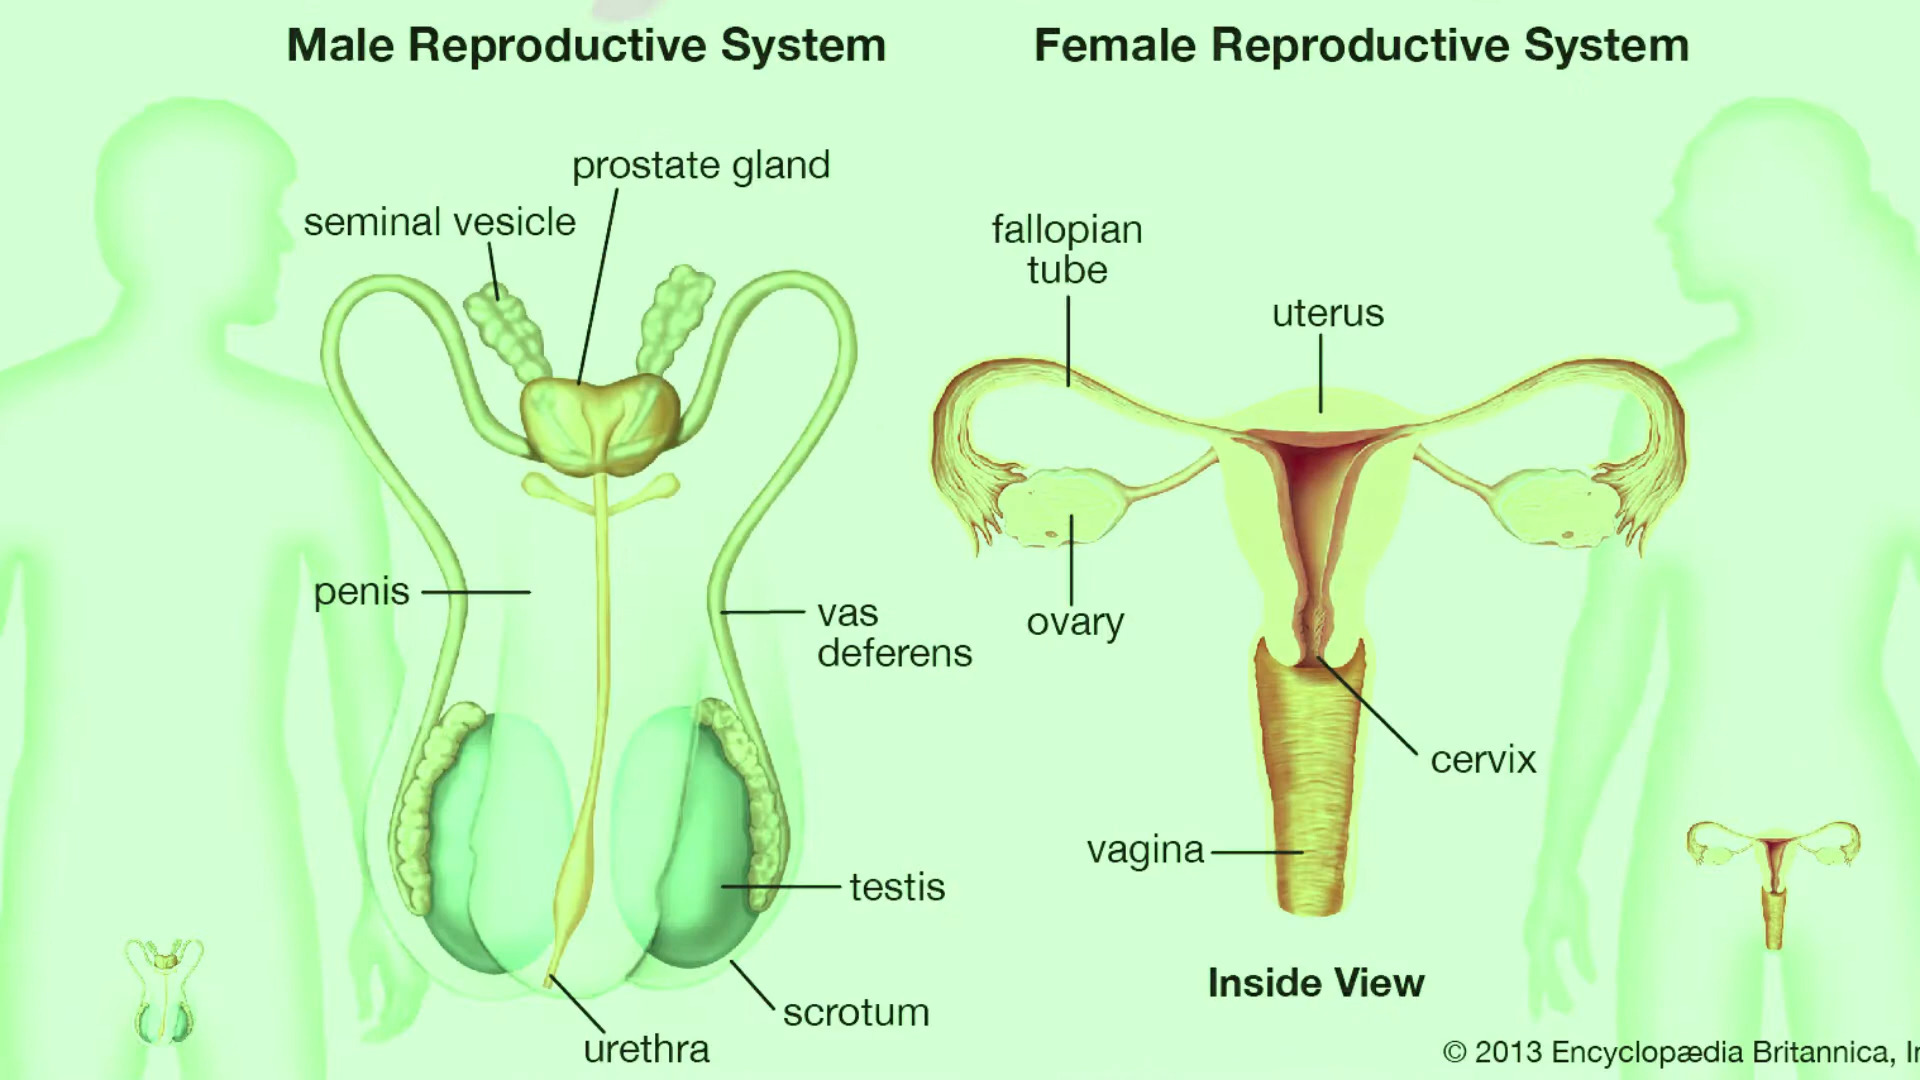 Male Reproductive System
prostate gland
seminal vesicle
penis
vas
deferens
testis
scrotum
urethra
Female Reproductive System
fallopian
tube
uterus
ovary
cervix
vagina
Inside View
© 2013 Encyclopædia Britannica,